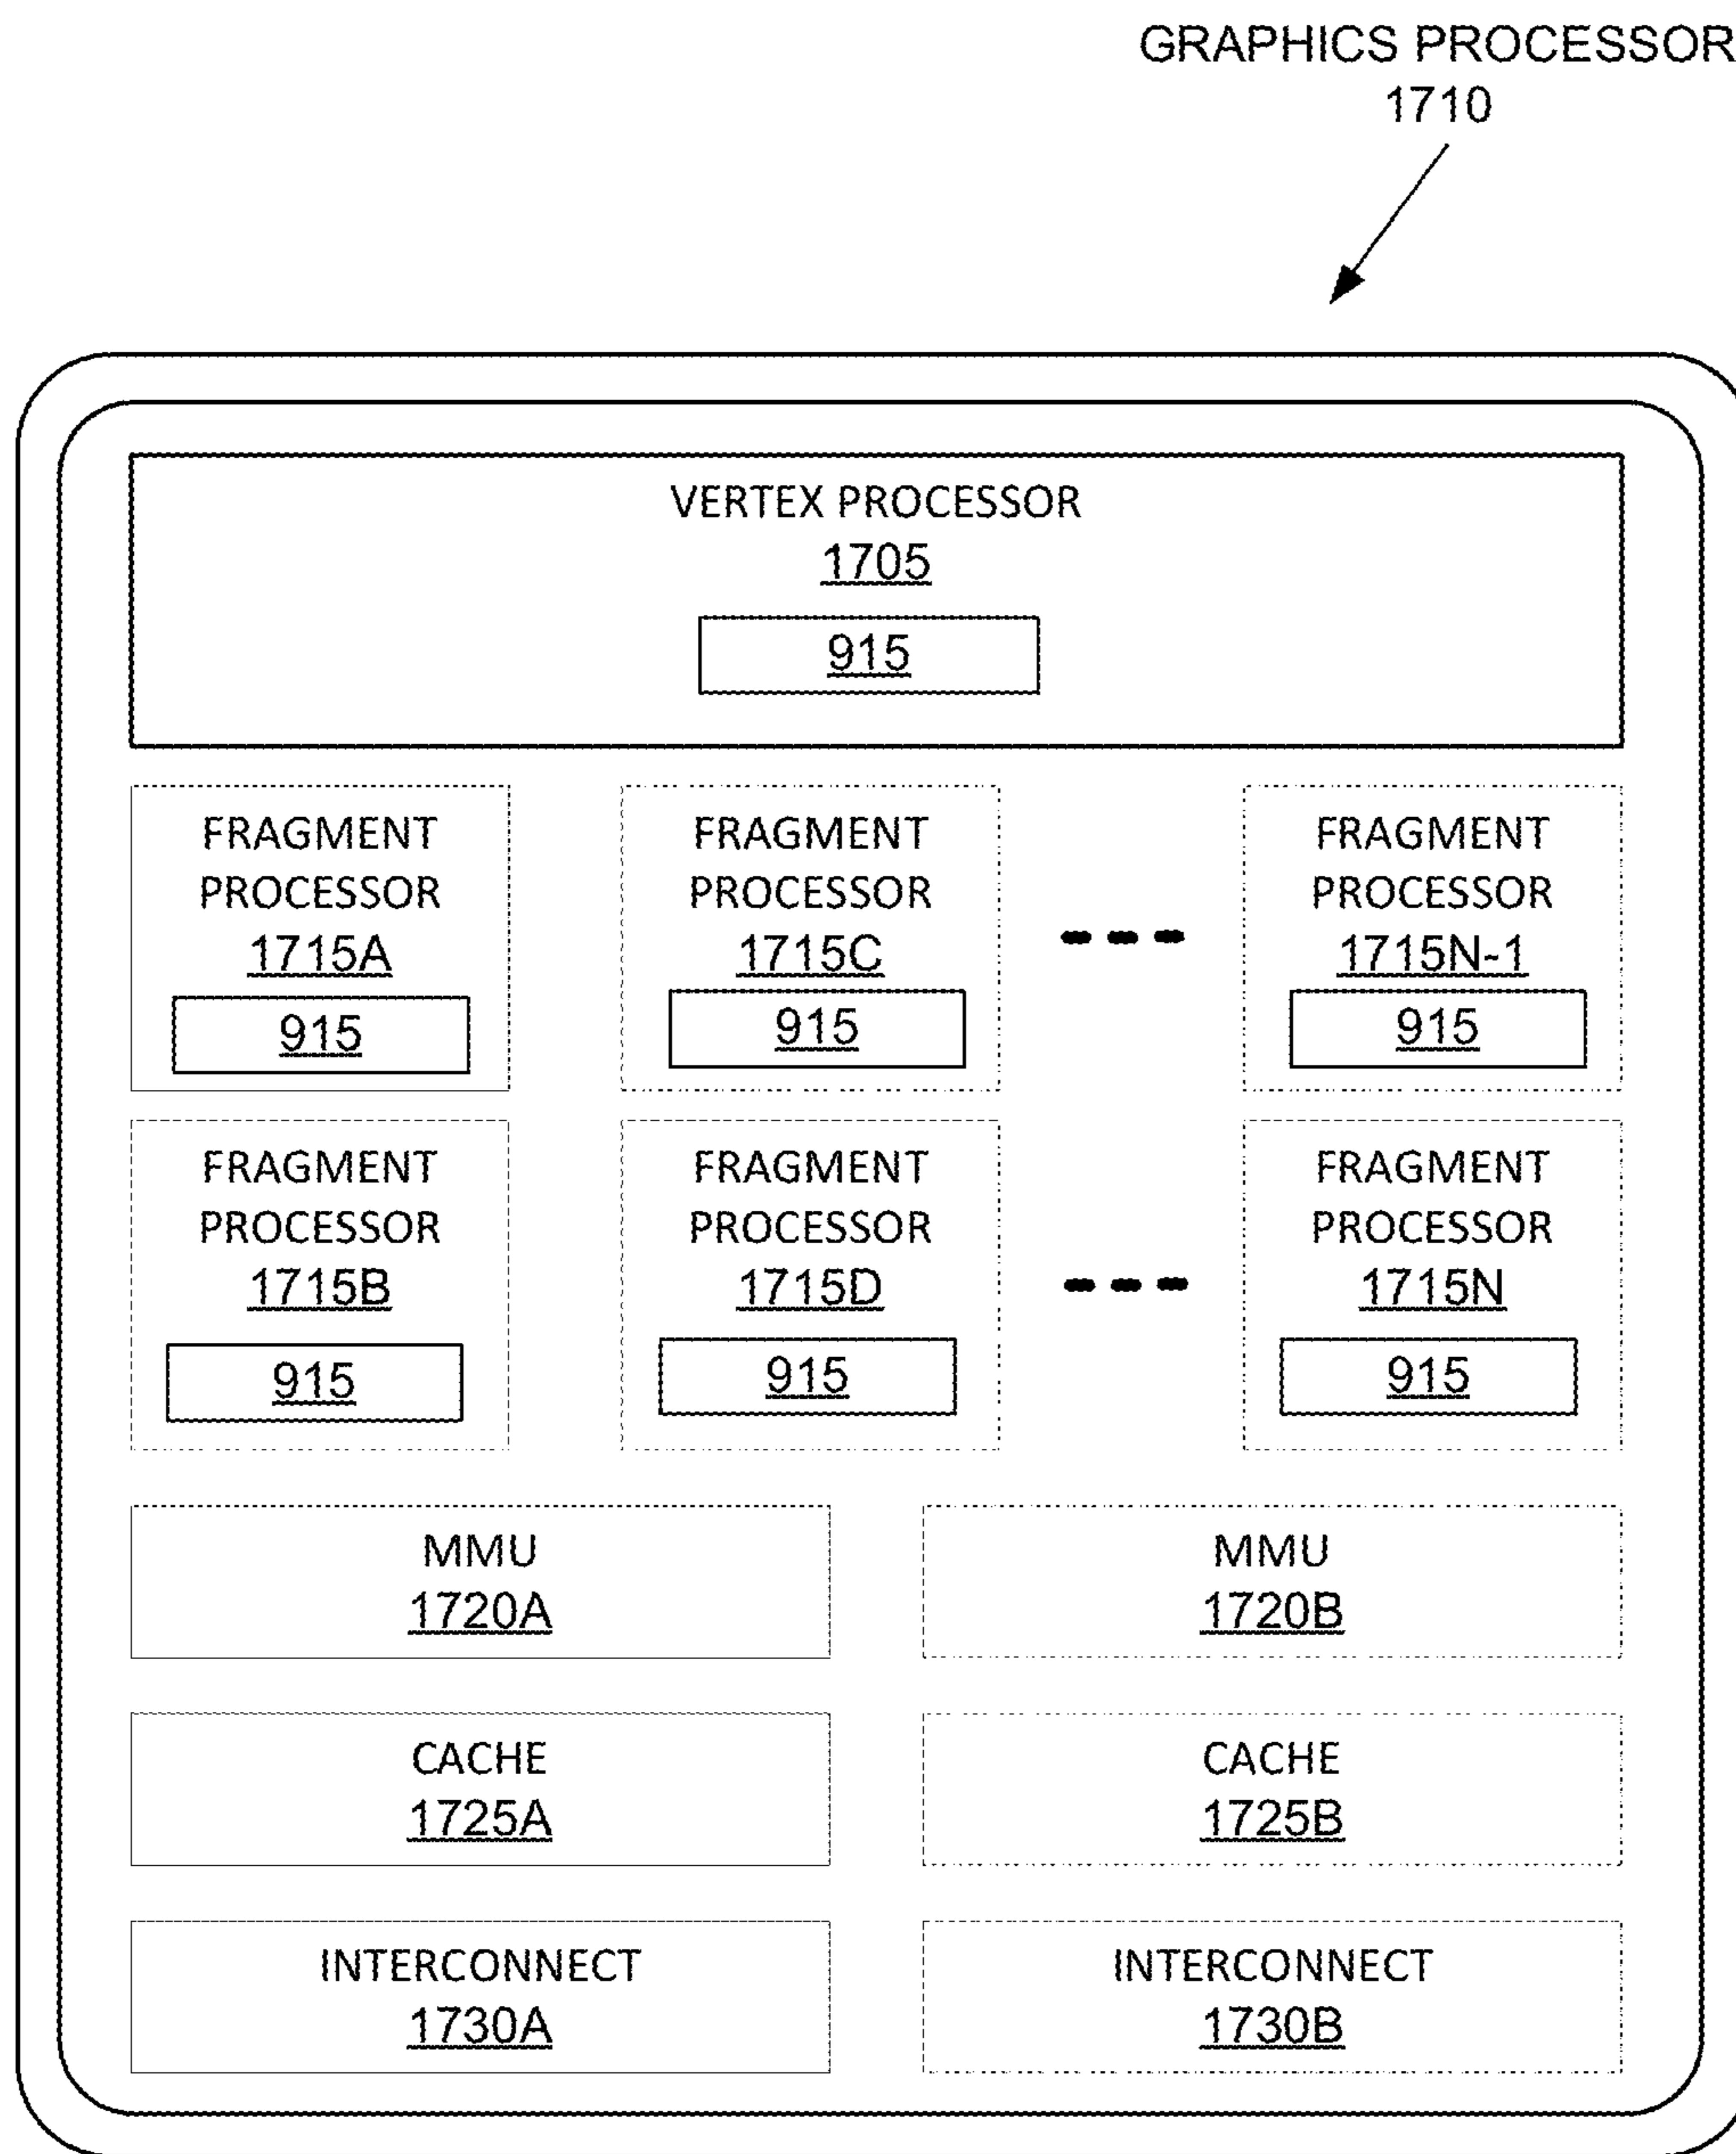 GRAPHICS PROCESSOR
1710
VERTEX PROCESSOR
1705
915
FRAGMENT
PROCESSOR
1715A
915
FRAGMENT
PROCESSOR
1715C
915
FRAGMENT
PROCESSOR
1715N-1
915
FRAGMENT
PROCESSOR
1715B
915
FRAGMENT
PROCESSOR
1715D
915
FRAGMENT
PROCESSOR
1715N
915
MMU
1720A
MMU
1720B
CACHE
1725A
CACHE
1725B
INTERCONNECT
1730A
INTERCONNECT
1730B